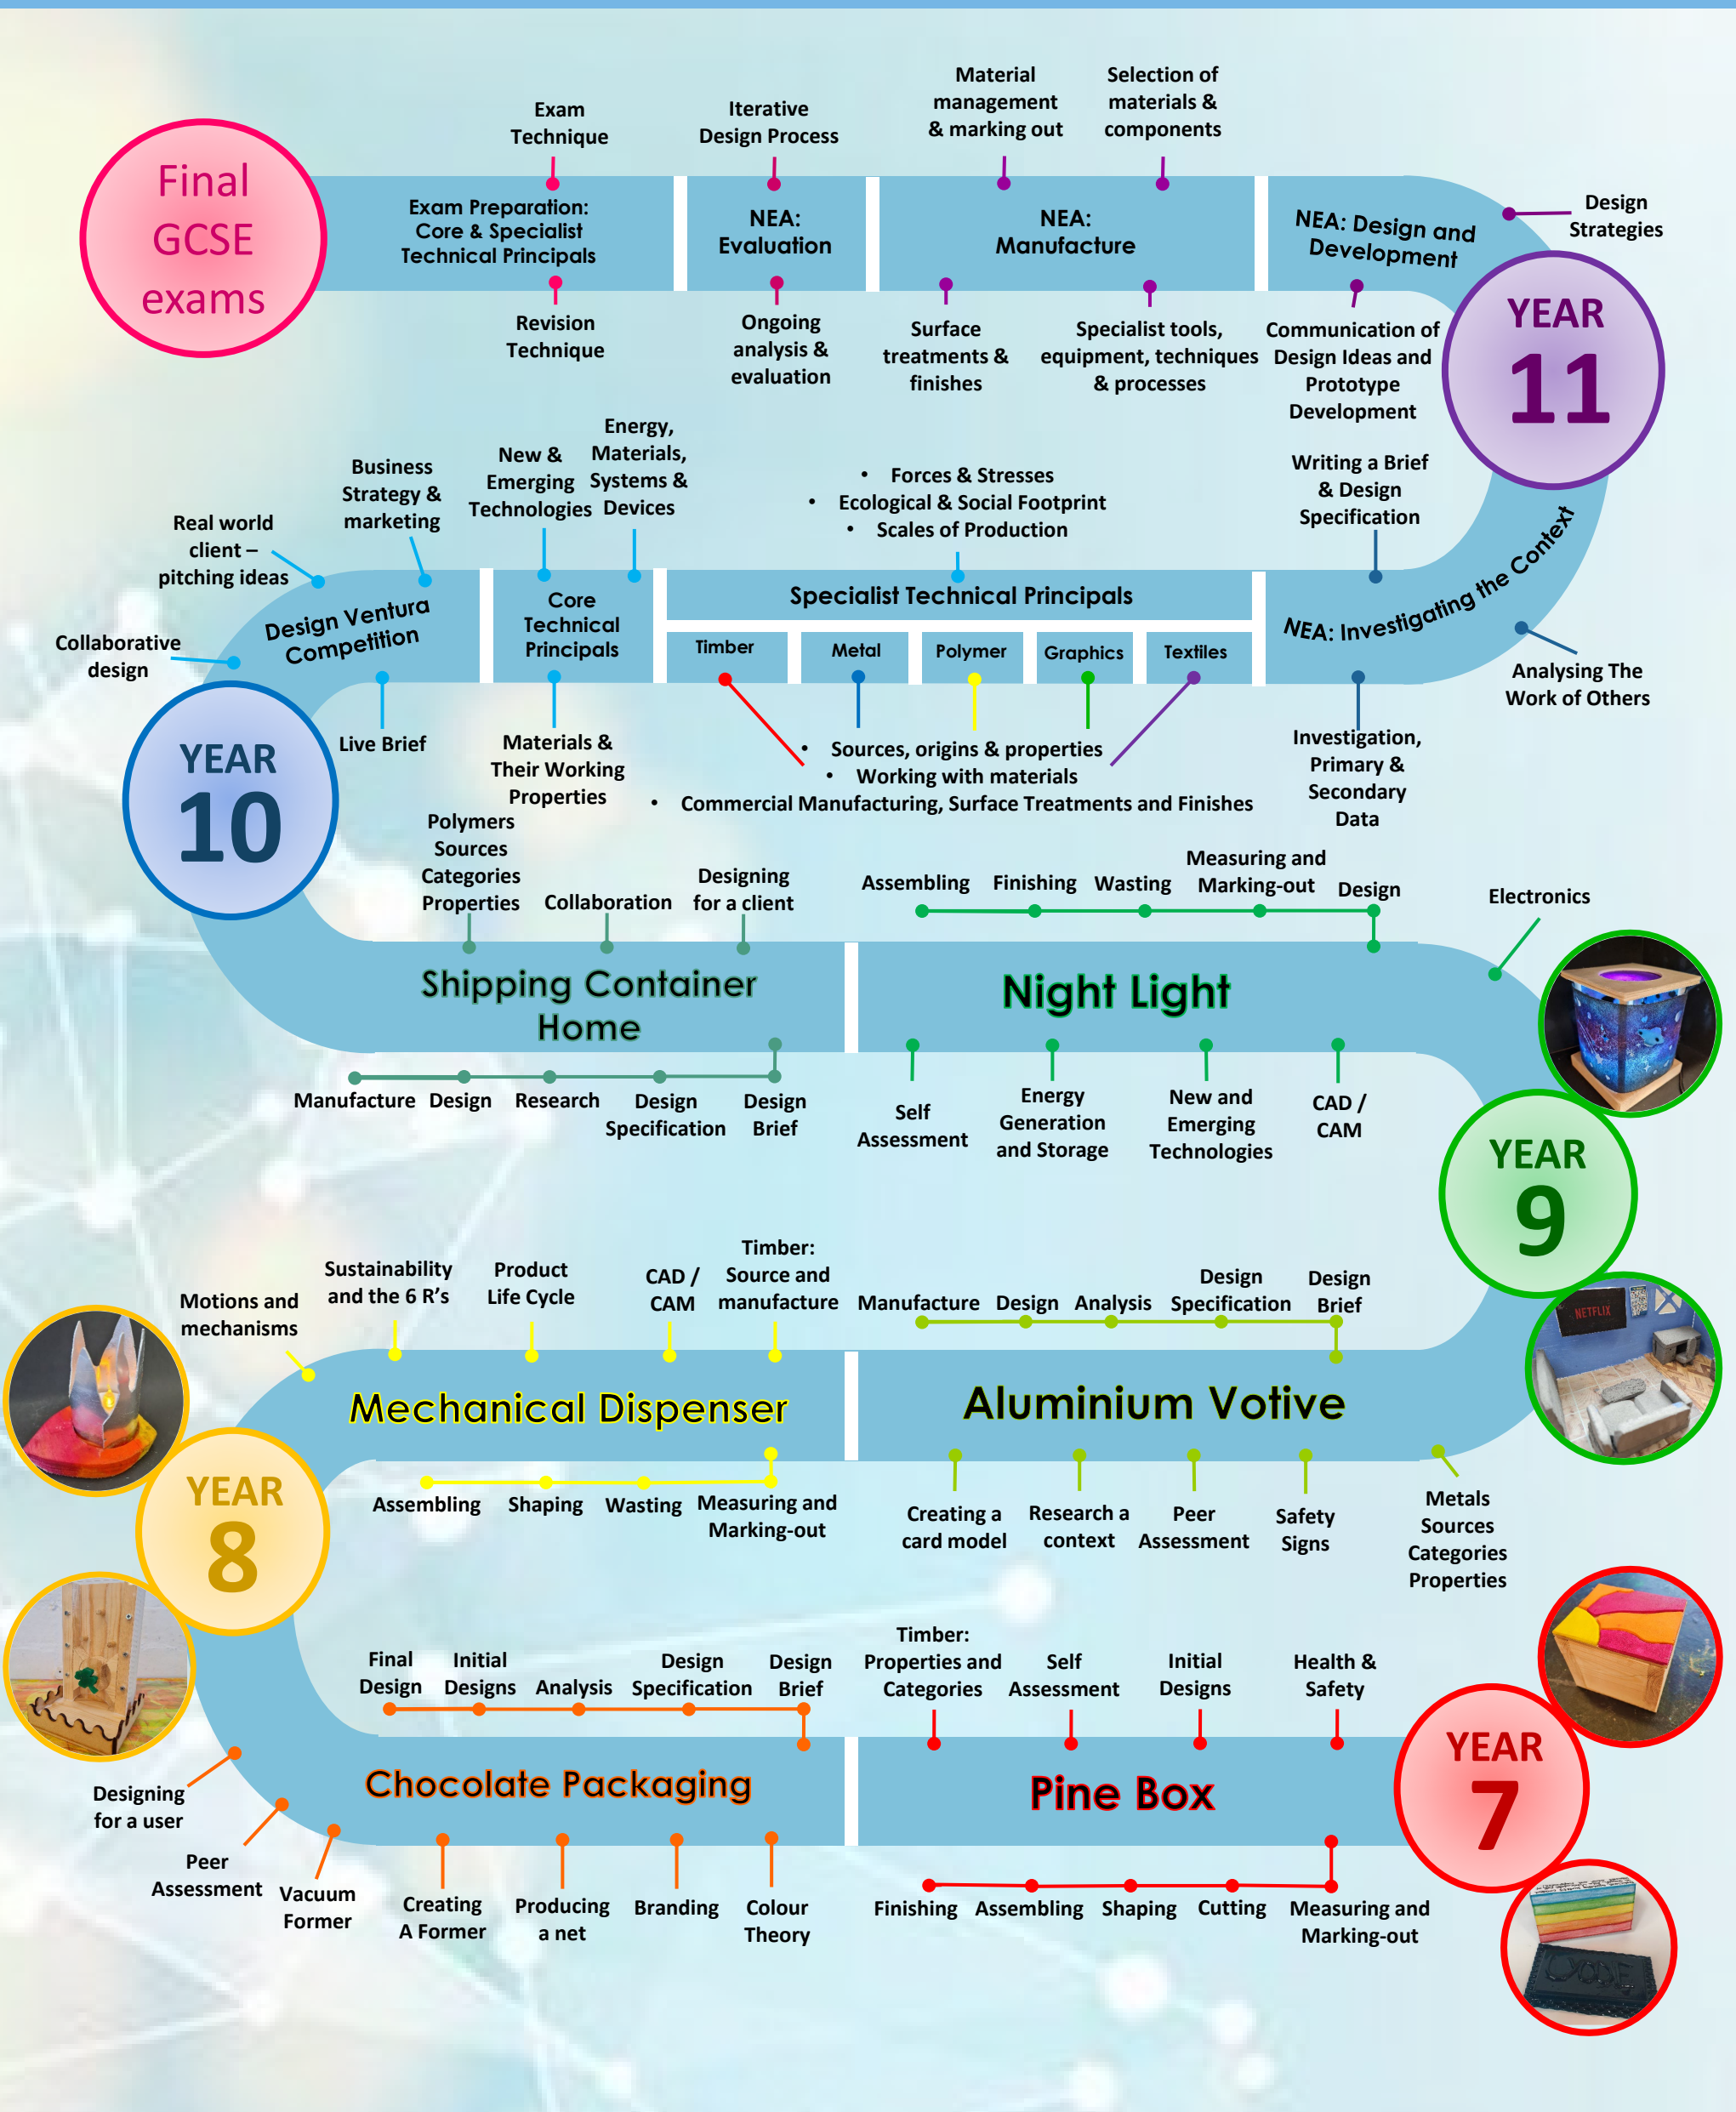 Final
GCSE
exams
Exam
Technique
Iterative
Design Process
Material
management
& marking out
Selection of
materials &
components
Exam Preparation:
Core & Specialist
Technical Principals
NEA:
Evaluation
NEA:
Manufacture
NEA: Design and
Development
Design
Strategies
Revision
Technique
Ongoing
analysis &
evaluation
Surface
treatments &
finishes
Specialist tools,
equipment, techniques
& processes
Communication of
Design Ideas and
Prototype
Development
YEAR
11
Real world
client –
pitching ideas
Business
Strategy &
marketing
New &
Emerging
Technologies
Energy,
Materials,
Systems &
Devices
• Forces & Stresses
• Ecological & Social Footprint
• Scales of Production
Writing a Brief
& Design
Specification
Collaborative
design
Design Ventura
Competition
Core
Technical
Principals
Specialist Technical Principals
Timber
Metal
Polymer
Graphics
Textiles
NEA: Investigating the Context
Analysing The
Work of Others
YEAR
10
Live Brief
Materials &
Their Working
Properties
• Sources, origins & properties
• Working with materials
• Commercial Manufacturing, Surface Treatments and Finishes
Investigation,
Primary &
Secondary
Data
Polymers
Sources
Categories
Properties
Collaboration
Designing
for a client
Assembling
Finishing
Wasting
Measuring and
Marking-out
Design
Electronics
Shipping Container
Home
Night Light
Manufacture
Design
Research
Design
Specification
Design
Brief
Self
Assessment
Energy
Generation
and Storage
New and
Emerging
Technologies
CAD /
CAM
YEAR
9
NETFLIX
Motions and
mechanisms
Sustainability
and the 6 R's
Product
Life Cycle
CAD /
CAM
Timber:
Source and
manufacture
Manufacture
Design
Analysis
Design
Specification
Design
Brief
Mechanical Dispenser
Aluminium Votive
YEAR
8
Assembling
Shaping
Wasting
Measuring and
Marking-out
Creating a
card model
Research a
context
Peer
Assessment
Safety
Signs
Metals
Sources
Categories
Properties
Final
Design
Initial
Designs
Analysis
Design
Specification
Design
Brief
Timber:
Properties and
Categories
Self
Assessment
Initial
Designs
Health &
Safety
Chocolate Packaging
Pine Box
YEAR
7
Designing
for a user
Peer
Assessment
Vacuum
Former
Creating
A Former
Producing
a net
Branding
Colour
Theory
Finishing
Assembling
Shaping
Cutting
Measuring and
Marking-out